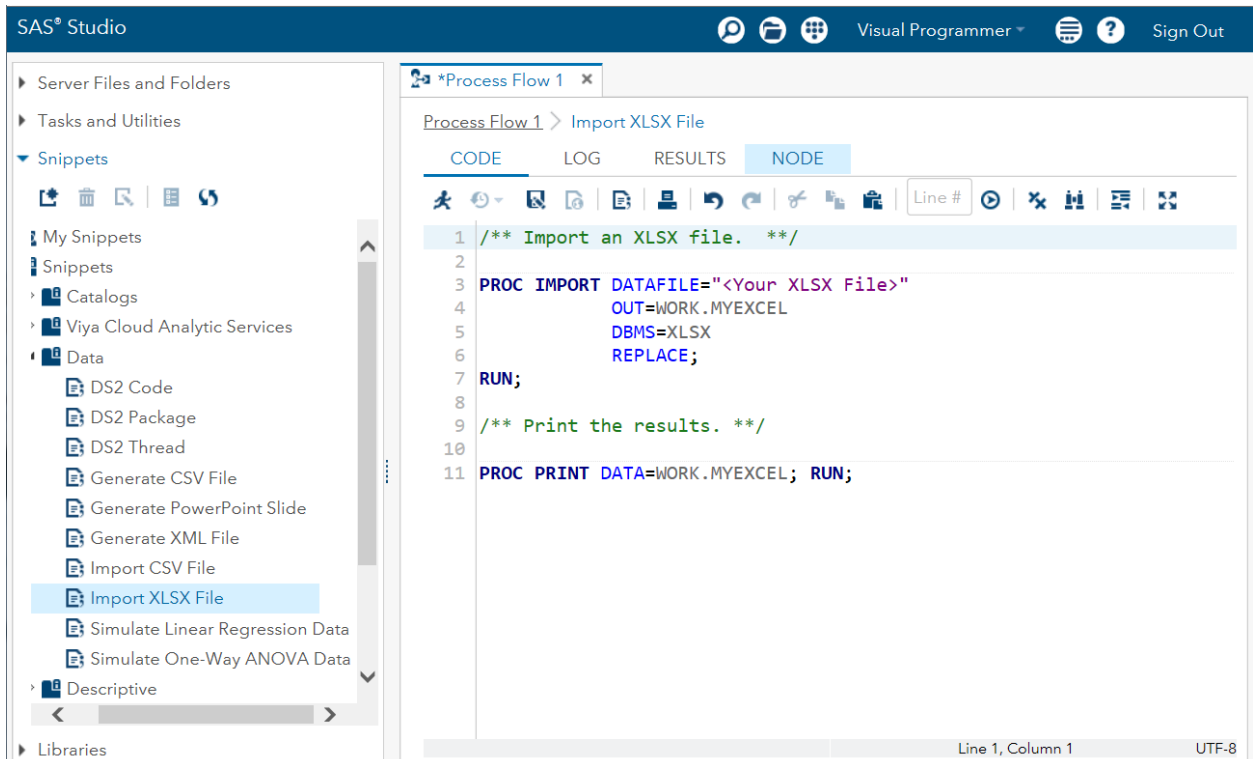 SAS® Studio
Visual Programmer
Sign Out
Server Files and Folders
Tasks and Utilities
Snippets
My Snippets
Snippets
Catalogs
Viya Cloud Analytic Services
Data
DS2 Code
DS2 Package
DS2 Thread
Generate CSV File
Generate PowerPoint Slide
Generate XML File
Import CSV File
Import XLSX File
Simulate Linear Regression Data
Simulate One-Way ANOVA Data
Descriptive
Libraries
*Process Flow 1
Process Flow 1 > Import XLSX File
CODE LOG RESULTS NODE
Line #
1 /** Import an XLSX file.  **/
2
3 PROC IMPORT DATAFILE="<Your XLSX File>"
4             OUT=WORK.MYEXCEL
5             DBMS=XLSX
6             REPLACE;
7 RUN;
8
9 /** Print the results. **/
10
11 PROC PRINT DATA=WORK.MYEXCEL; RUN;
Line 1, Column 1 UTF-8